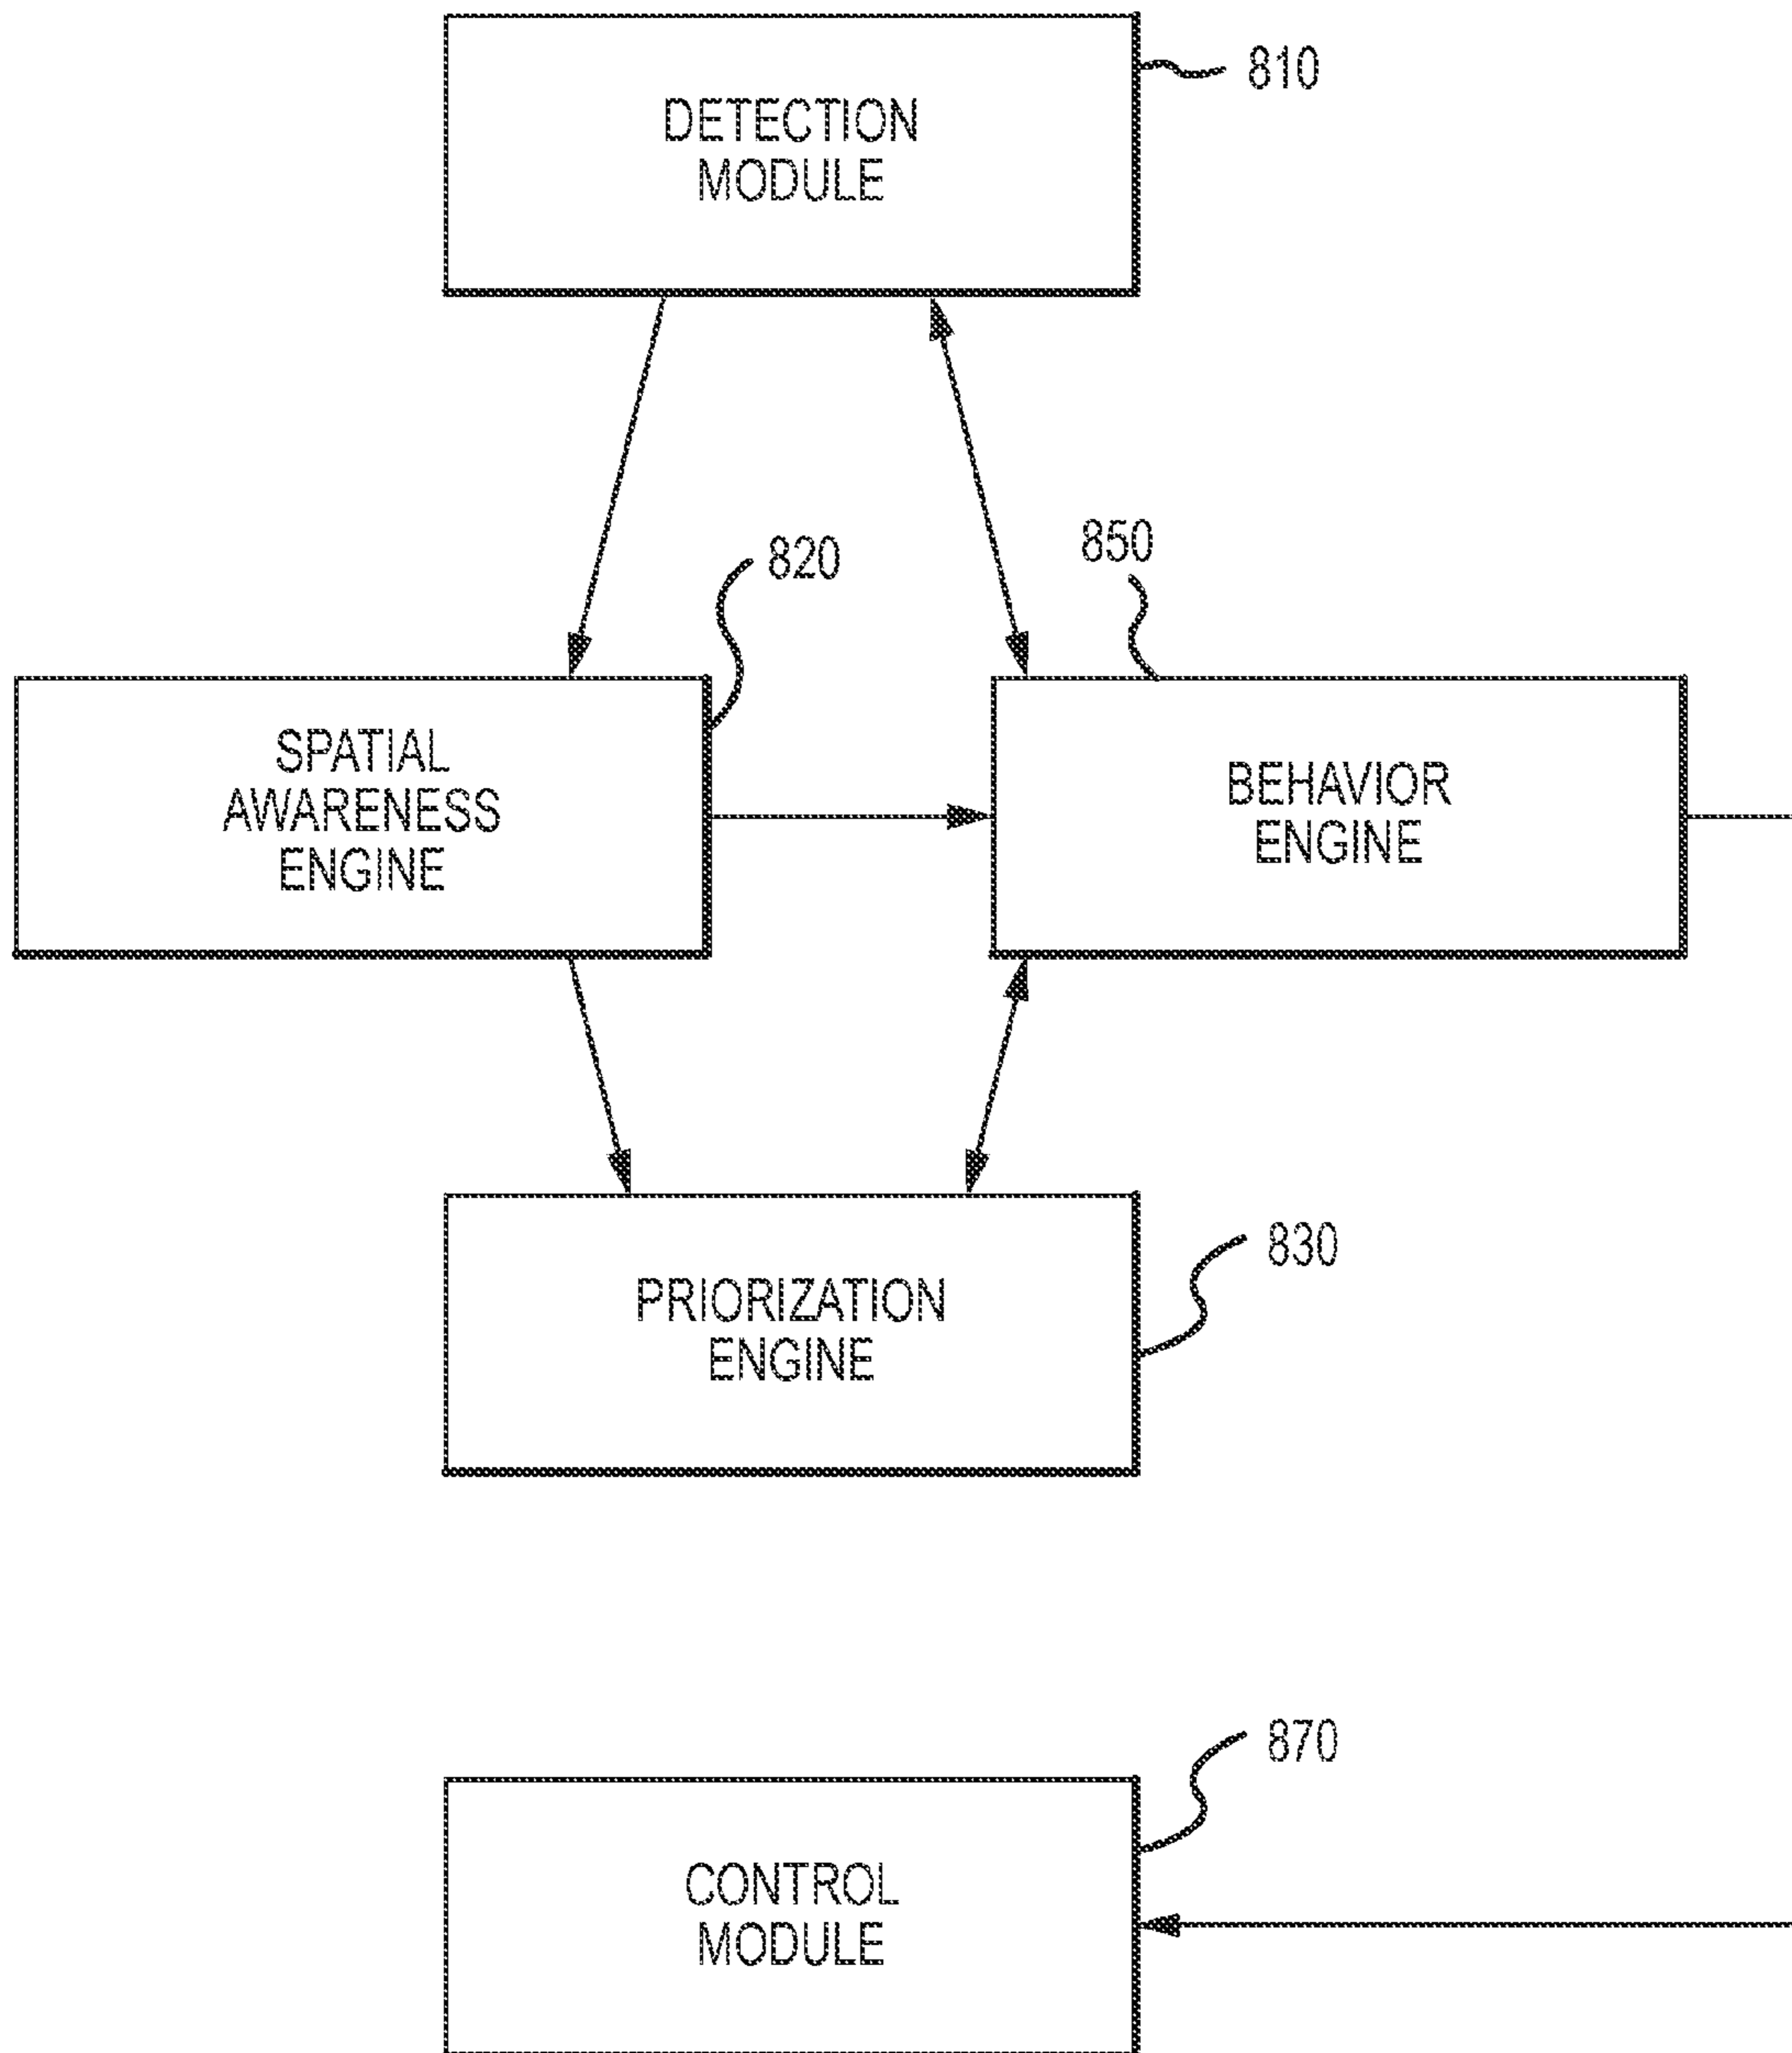 DETECTION
MODULE
810
820
850
SPATIAL
AWARENESS
ENGINE
BEHAVIOR
ENGINE
830
PRIORIZATION
ENGINE
870
CONTROL
MODULE